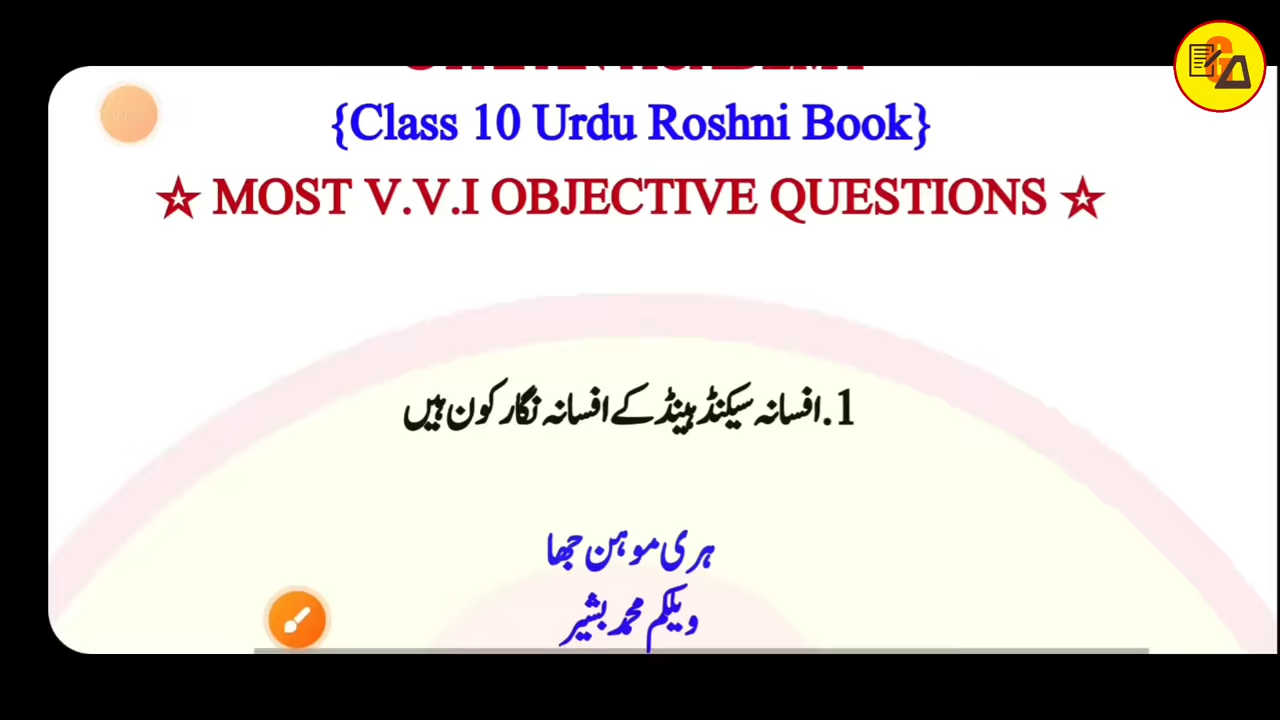 {Class 10 Urdu Roshni Book}
☆ MOST V.V.I OBJECTIVE QUESTIONS ☆
1. افسانہ سیکنڈ ہینڈ کے افسانہ نگار کون ہیں
ہری موہن جھا
ویلکم محمد بشیر